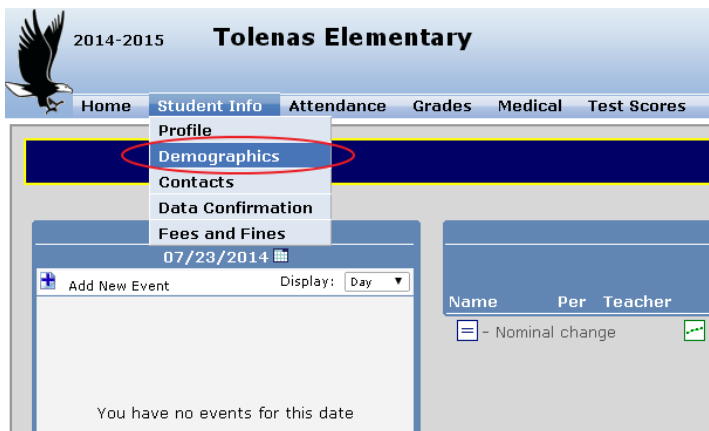 2014-2015 Tolenas Elementary
Home Student Info Attendance Grades Medical Test Scores
Profile
Demographics
Contacts
Data Confirmation
Fees and Fines
07/23/2014
Add New Event Display: Day
You have no events for this date
Name Per Teacher
= - Nominal change